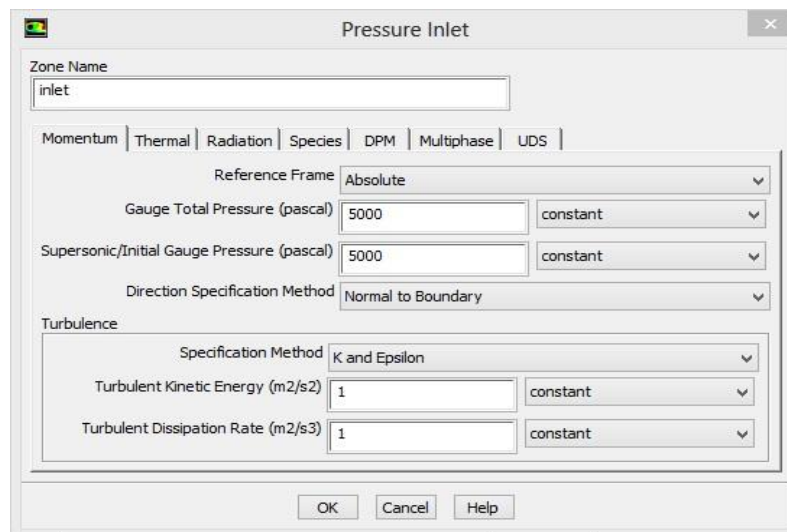 Pressure Inlet
Zone Name
inlet
Momentum Thermal Radiation Species DPM Multiphase UDS
Reference Frame Absolute
Gauge Total Pressure (pascal) 5000 constant
Supersonic/Initial Gauge Pressure (pascal) 5000 constant
Direction Specification Method Normal to Boundary
Turbulence
Specification Method K and Epsilon
Turbulent Kinetic Energy (m2/s2) 1 constant
Turbulent Dissipation Rate (m2/s3) 1 constant
OK Cancel Help